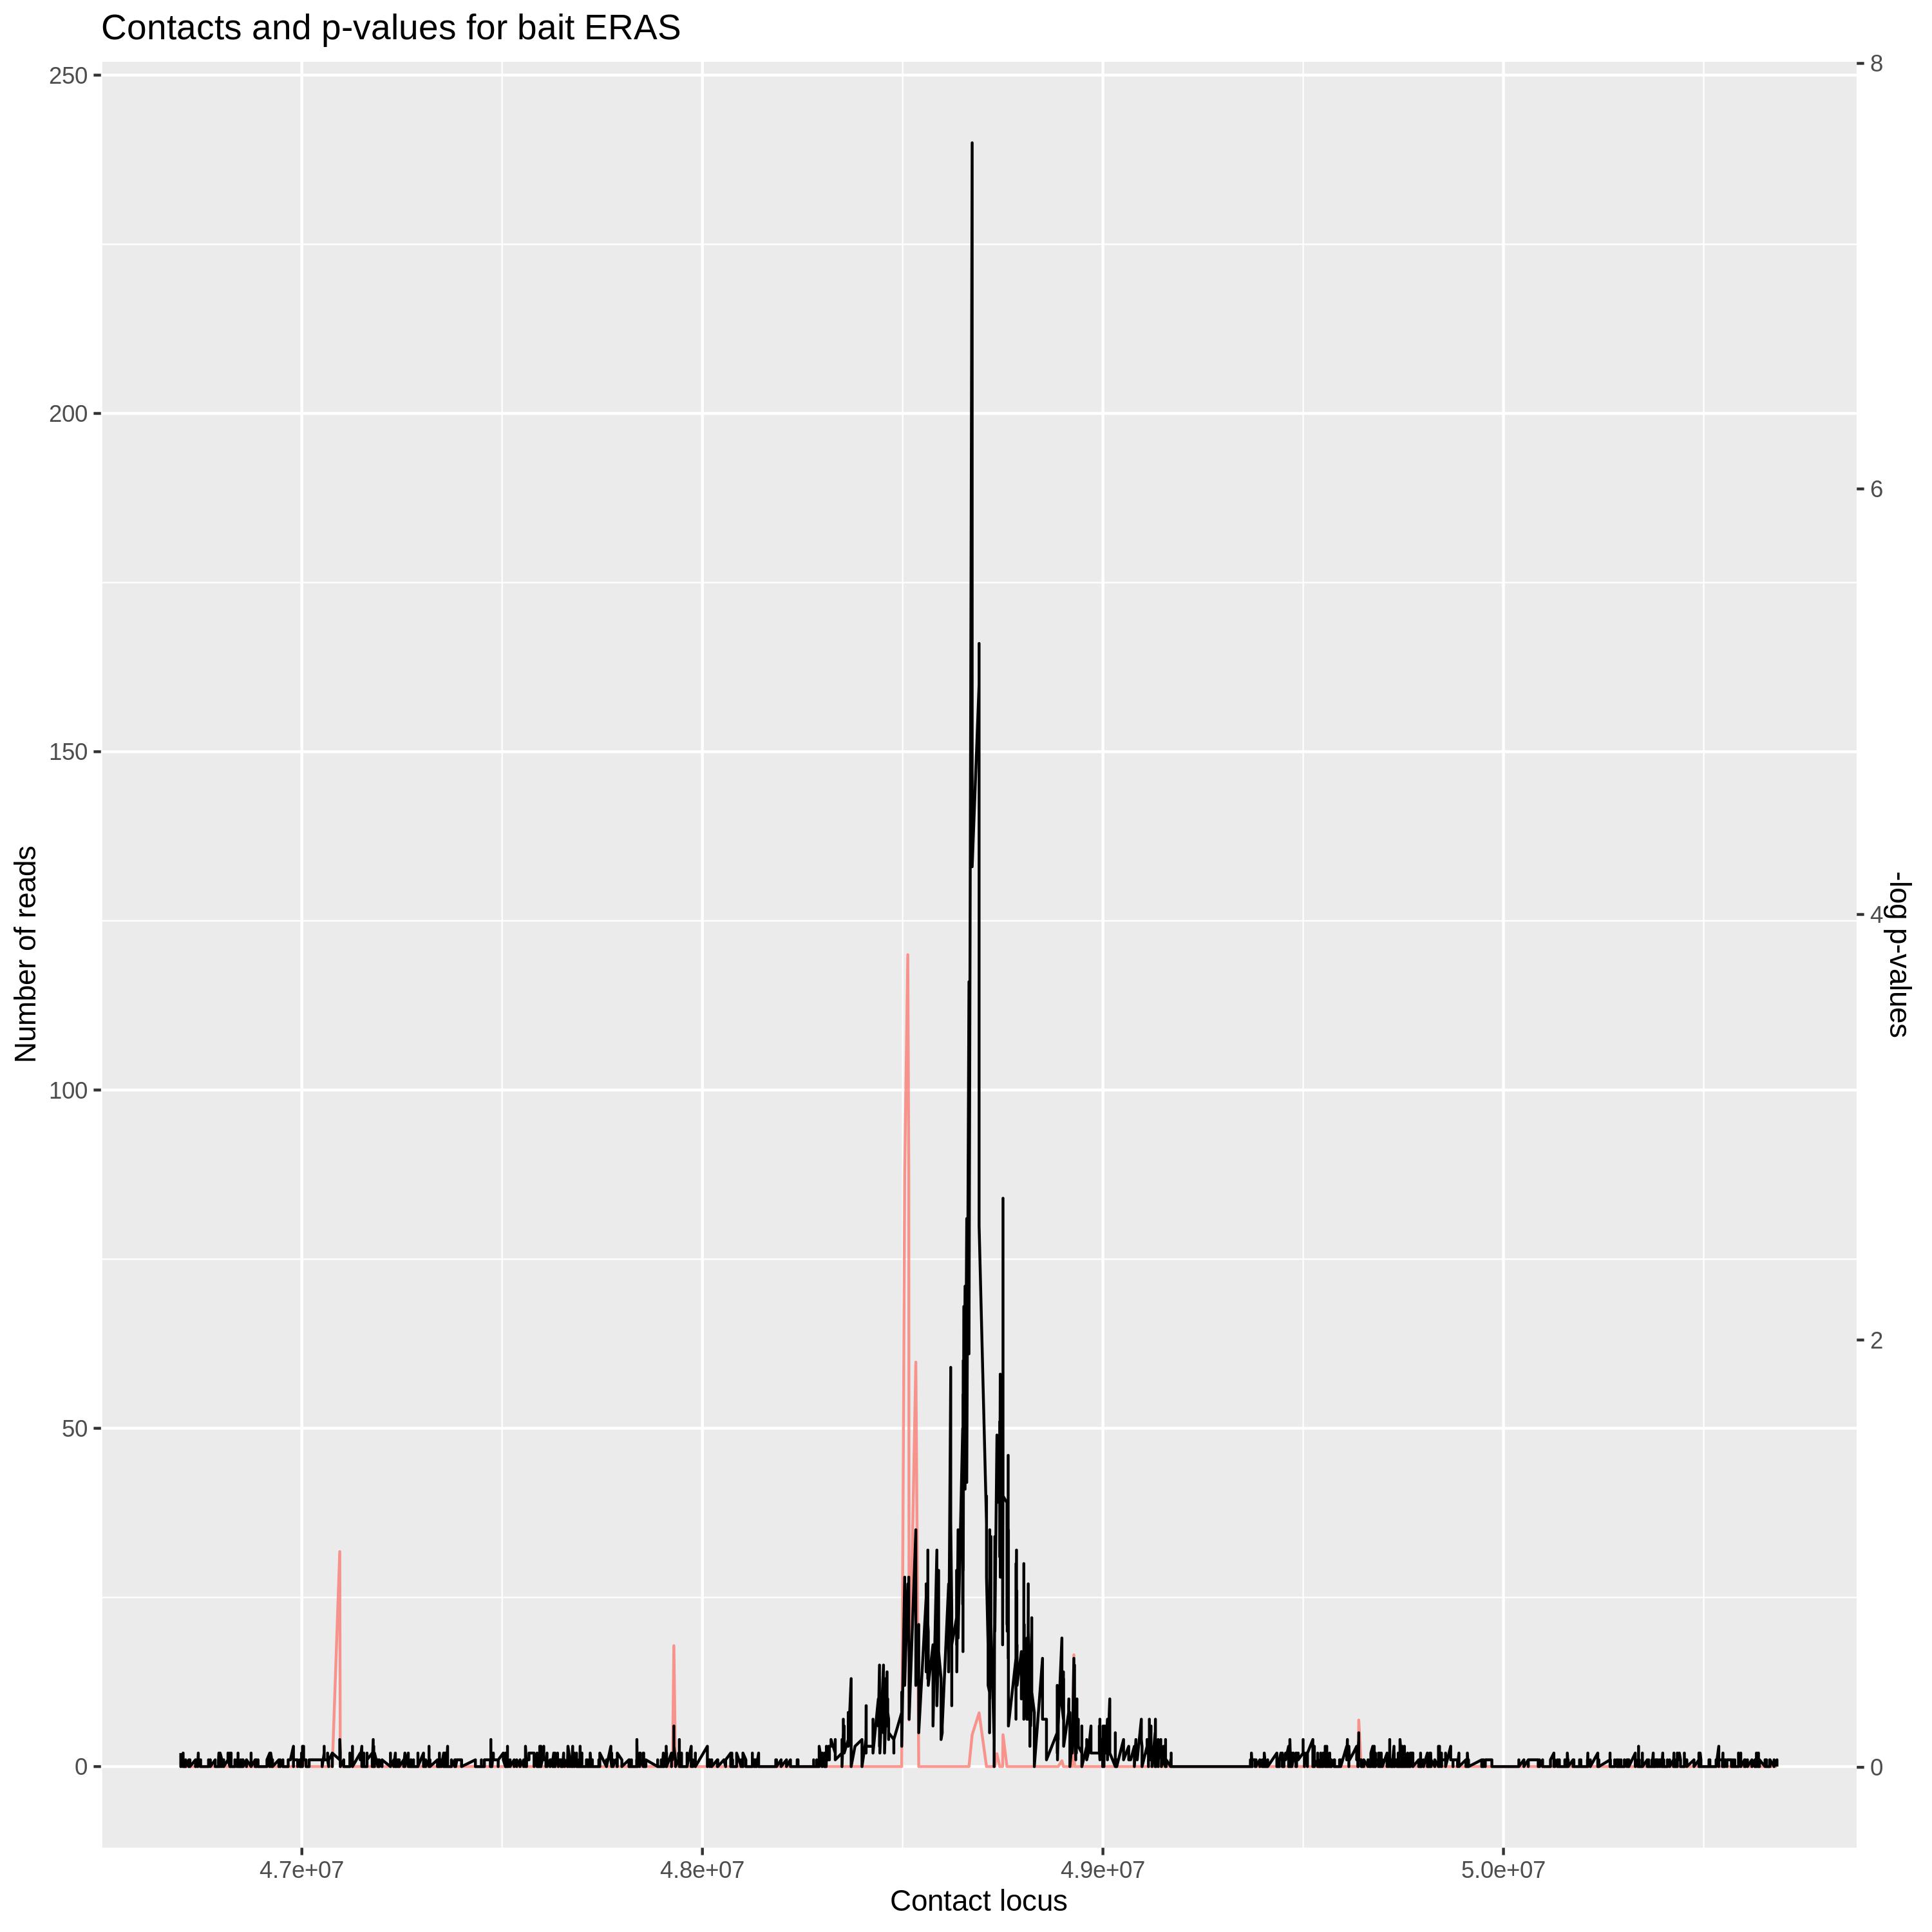 Contacts and p-values for bait ERAS
250
200
150
100
50
0
Number of reads
8
6
4
2
0
-log p-values
4.7e+07
4.8e+07
4.9e+07
5.0e+07
Contact locus